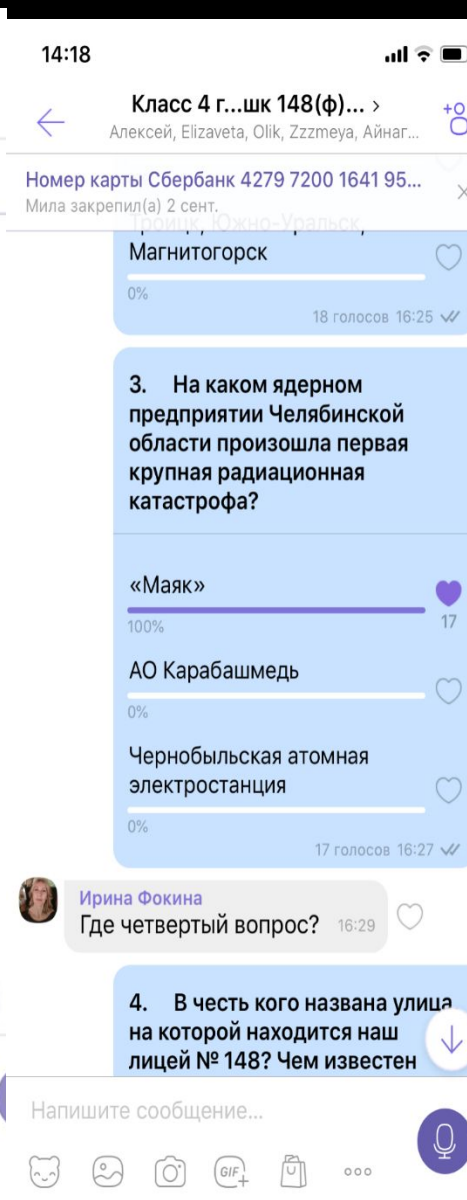 14:18
Класс 4 г...шк 148(ф)... >
Алексей, Elizaveta, Olik, Zzzmeya, Айнаг...
Номер карты Сбербанк 4279 7200 1641 95...
Мила закрепил(а) 2 сент.
Троицк, Южно-Уральск,
Магнитогорск
0%
18 голосов 16:25
3. На каком ядерном
предприятии Челябинской
области произошла первая
крупная радиационная
катастрофа?
«Маяк»
100%
17
АО Карабашмедь
0%
Чернобыльская атомная
электростанция
0%
17 голосов 16:27
Ирина Фокина
Где четвертый вопрос? 16:29
4. В честь кого названа улица
на которой находится наш
лицей № 148? Чем известен
Напишите сообщение...
GIF